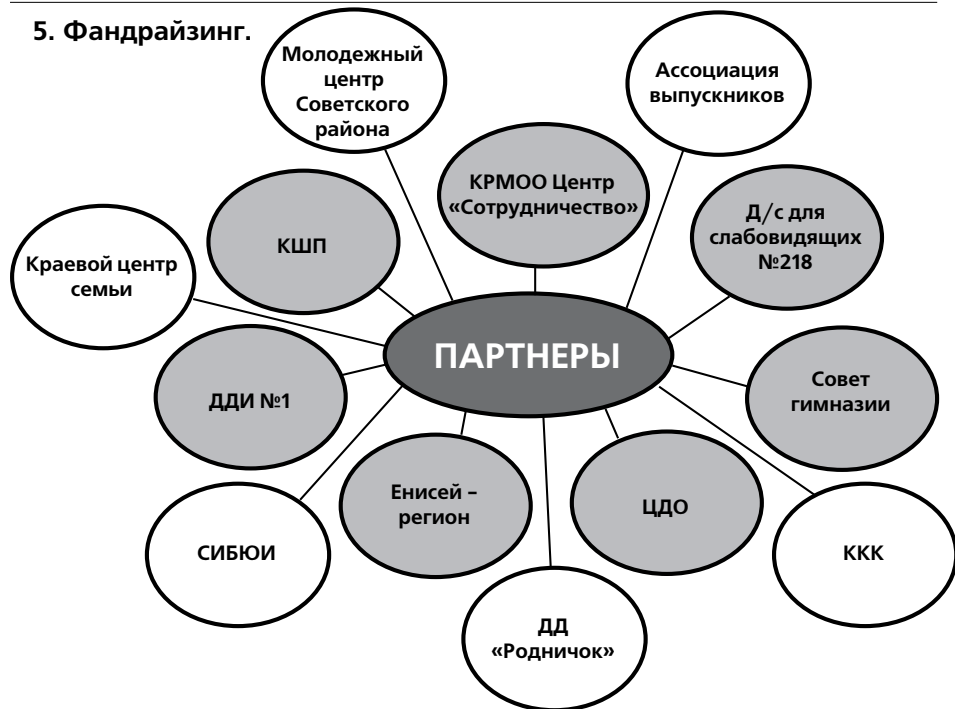 5. Фандрайзинг.
Молодежный
центр
Советского
района
Ассоциация
выпускников
КРМОО Центр
«Сотрудничество»
Д/с для
слабовидящих
№218
КШП
Краевой центр
семьи
ПАРТНЕРЫ
ДДИ №1
Совет
гимназии
Енисей –
регион
ЦДО
СИБЮИ
ККК
ДД
«Родничок»